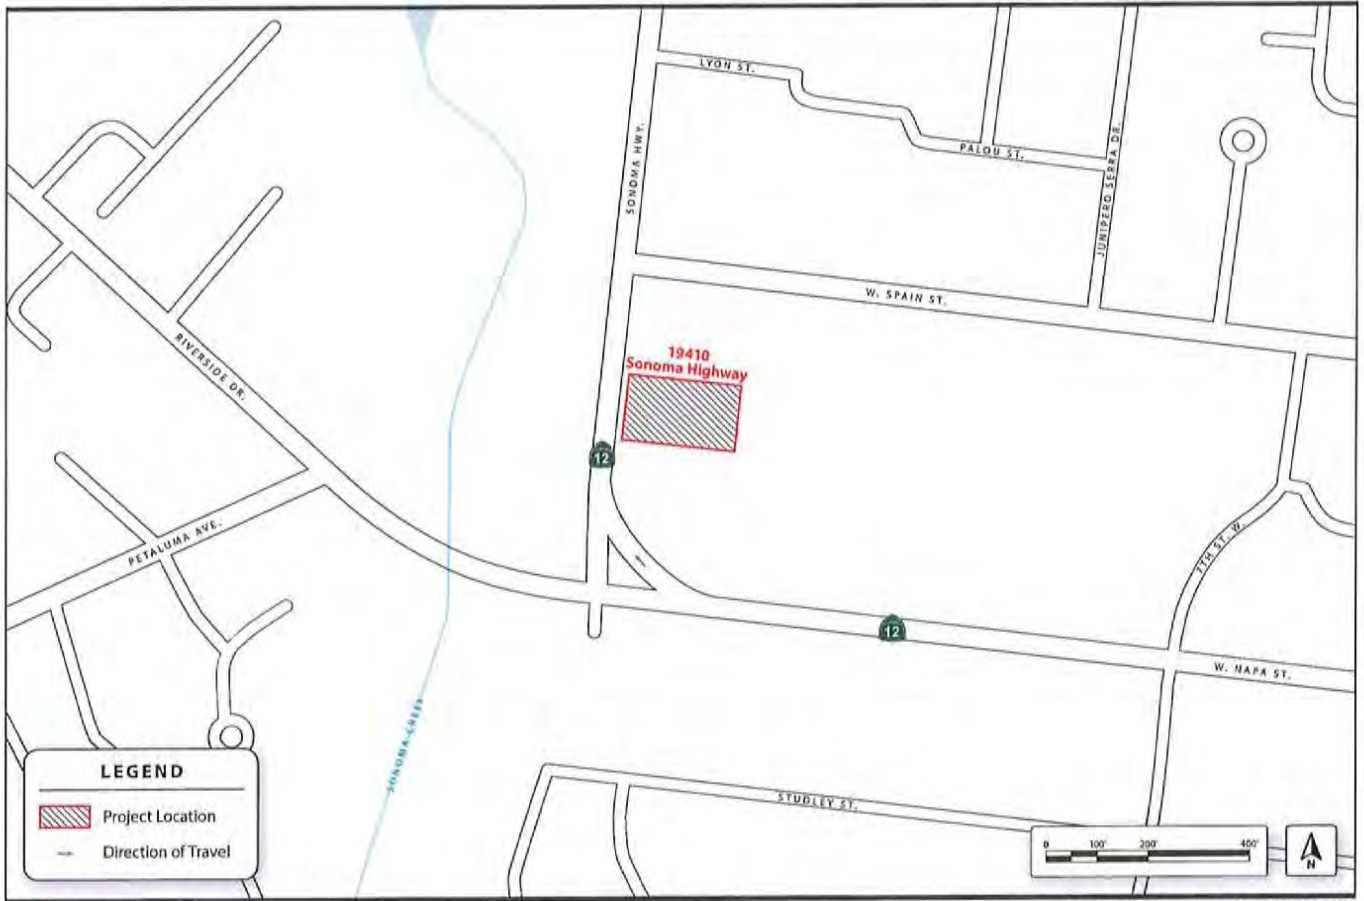 LYON ST.
SONOMA HWY.
PALOU ST.
JUNIPERO SERRA DR.
W. SPAIN ST.
RIVERSIDE DR.
19410
Sonoma Highway
12
PETALUMA AVE.
7TH ST. W.
12
W. NAPA ST.
SONOMA CREEK
STUDLEY ST.
LEGEND
Project Location
Direction of Travel
0 100' 200' 400'
N